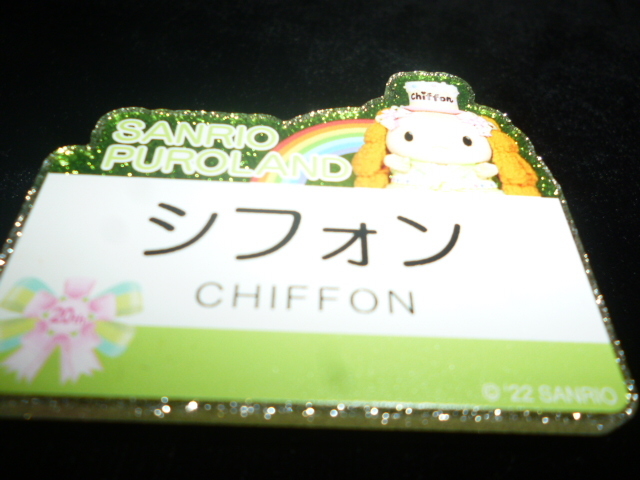 chiffon
SANRIO
PUROLAND
シフォン
CHIFFON
20th
© '22 SANRIO